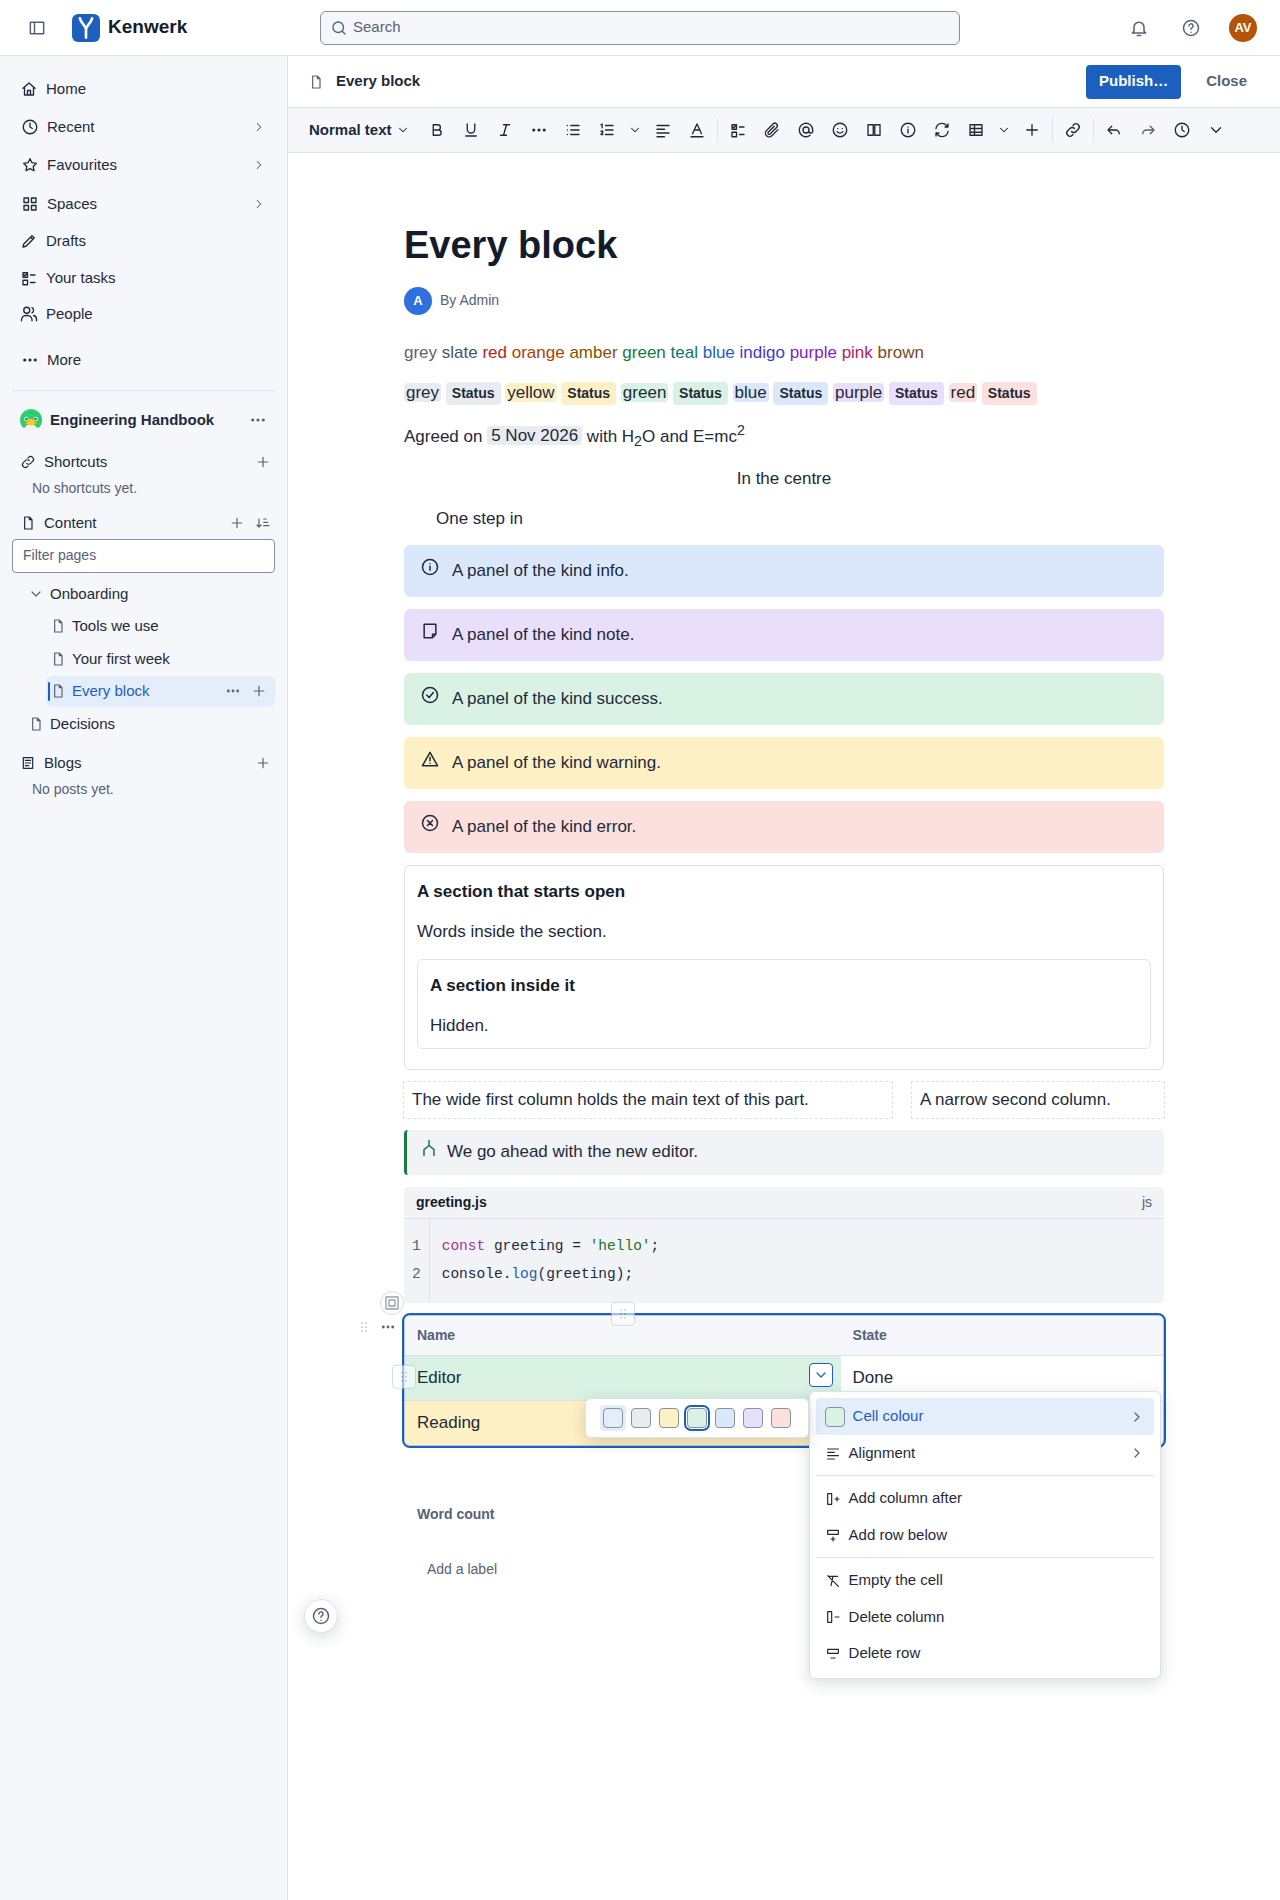 Kenwerk
Search
AV
Home
Recent
Favourites
Spaces
Drafts
Your tasks
People
More
Engineering Handbook
Shortcuts
No shortcuts yet.
Content
Filter pages
Onboarding
Tools we use
Your first week
Every block
Decisions
Blogs
No posts yet.
Every block
Publish…
Close
Normal text
Every block
A
By Admin
grey slate red orange amber green teal blue indigo purple pink brown
grey Status yellow Status green Status blue Status purple Status red Status
Agreed on 5 Nov 2026 with H2O and E=mc2
In the centre
One step in
A panel of the kind info.
A panel of the kind note.
A panel of the kind success.
A panel of the kind warning.
A panel of the kind error.
A section that starts open
Words inside the section.
A section inside it
Hidden.
The wide first column holds the main text of this part.
A narrow second column.
We go ahead with the new editor.
greeting.js
js
1 const greeting = 'hello';
2 console.log(greeting);
Name
State
Editor
Done
Reading
Cell colour
Alignment
Add column after
Add row below
Empty the cell
Delete column
Delete row
Word count
Add a label